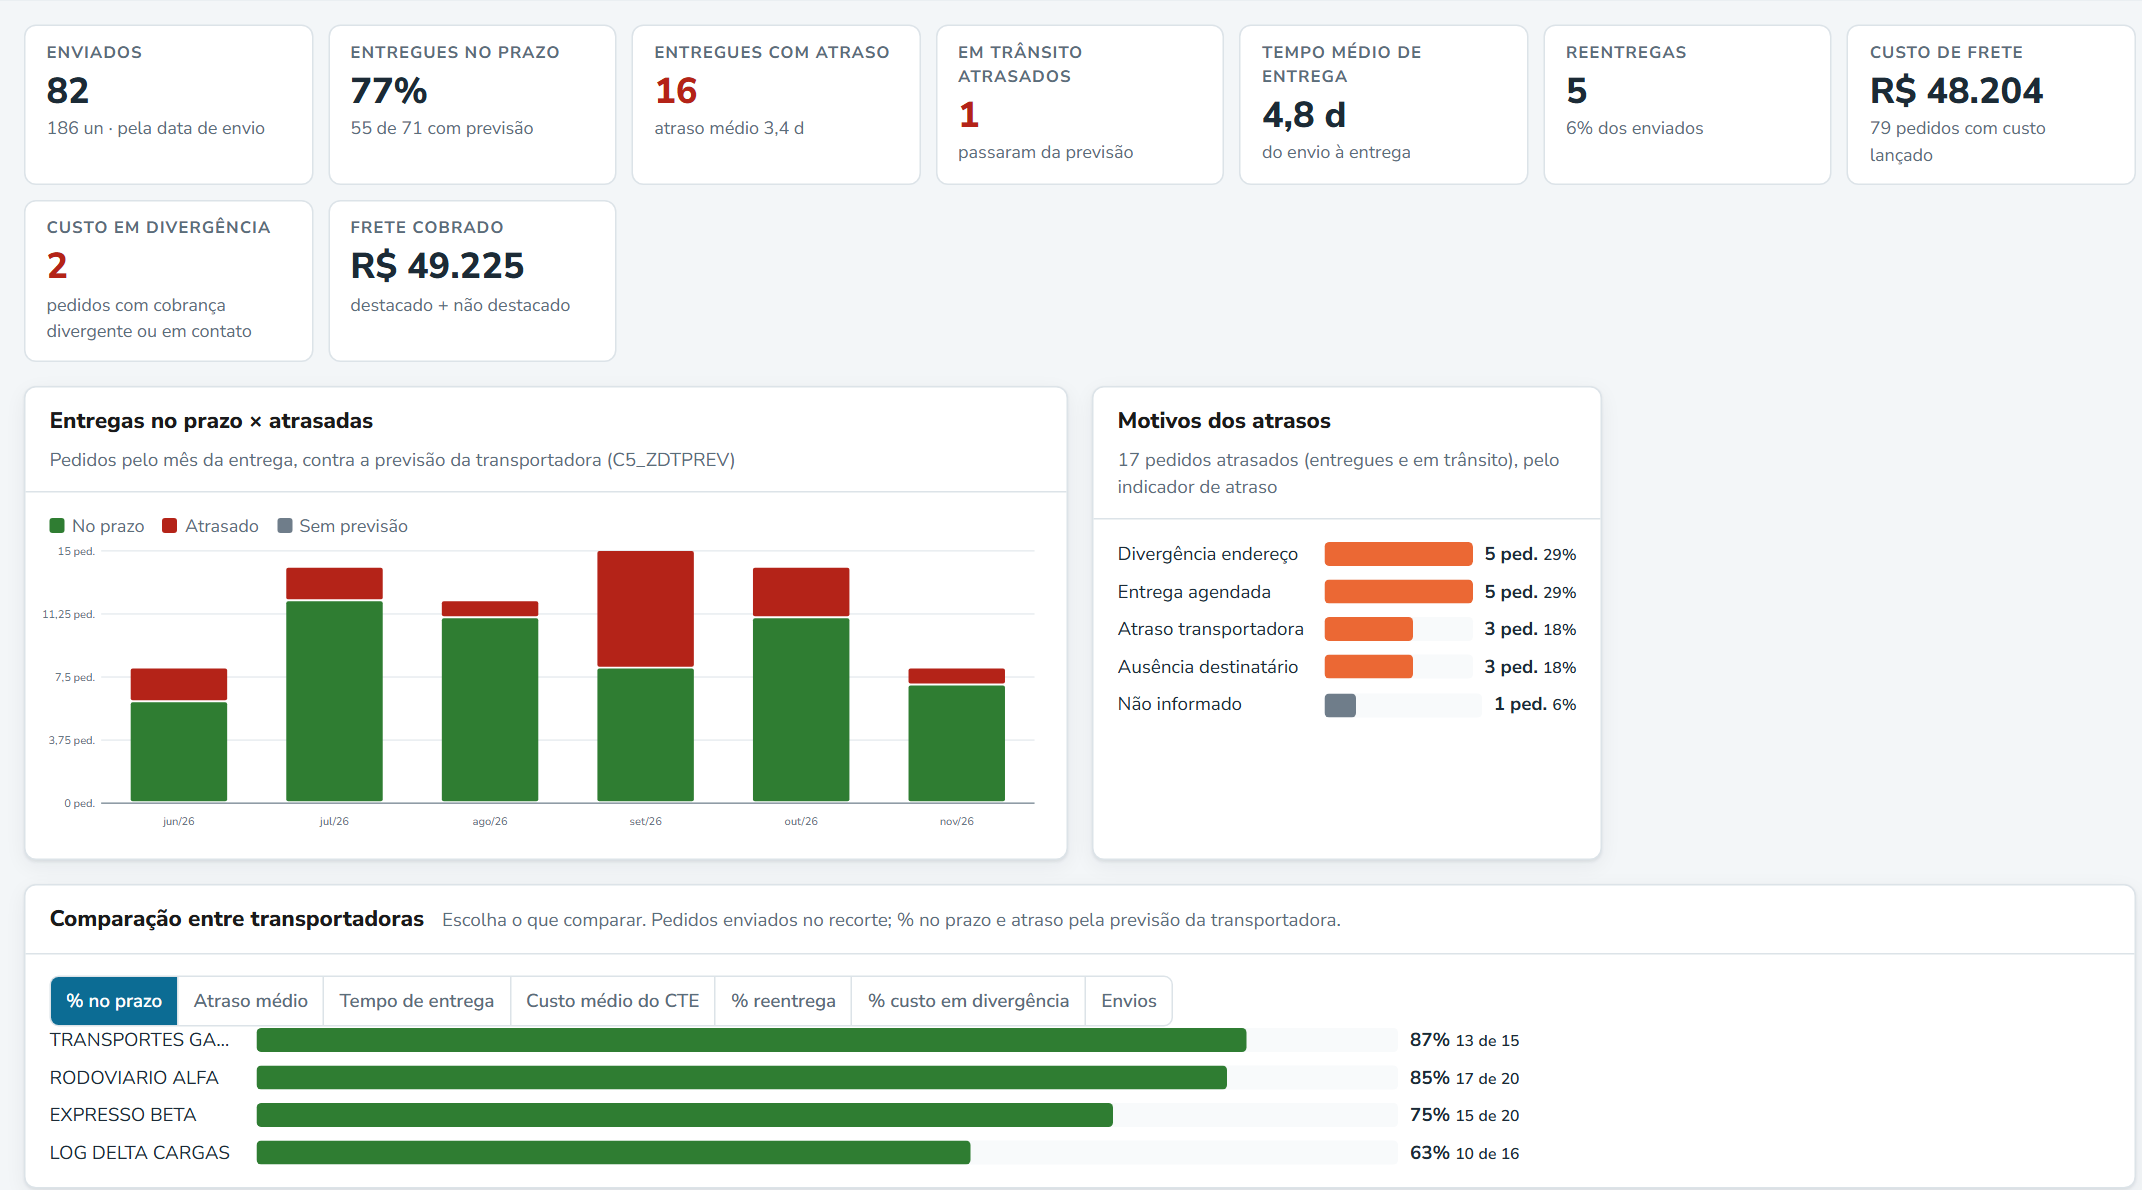 ENVIADOS
82
186 un · pela data de envio
ENTREGUES NO PRAZO
77%
55 de 71 com previsão
ENTREGUES COM ATRASO
16
atraso médio 3,4 d
EM TRÂNSITO
ATRASADOS
1
passaram da previsão
TEMPO MÉDIO DE
ENTREGA
4,8 d
do envio à entrega
REENTREGAS
5
6% dos enviados
CUSTO DE FRETE
R$ 48.204
79 pedidos com custo
lançado
CUSTO EM DIVERGÊNCIA
2
pedidos com cobrança
divergente ou em contato
FRETE COBRADO
R$ 49.225
destacado + não destacado
Entregas no prazo × atrasadas
Pedidos pelo mês da entrega, contra a previsão da transportadora (C5_ZDTPREV)
No prazo Atrasado Sem previsão
15 ped.
11,25 ped.
7,5 ped.
3,75 ped.
0 ped.
jun/26 jul/26 ago/26 set/26 out/26 nov/26
Motivos dos atrasos
17 pedidos atrasados (entregues e em trânsito), pelo
indicador de atraso
Divergência endereço 5 ped. 29%
Entrega agendada 5 ped. 29%
Atraso transportadora 3 ped. 18%
Ausência destinatário 3 ped. 18%
Não informado 1 ped. 6%
Comparação entre transportadoras Escolha o que comparar. Pedidos enviados no recorte; % no prazo e atraso pela previsão da transportadora.
% no prazo Atraso médio Tempo de entrega Custo médio do CTE % reentrega % custo em divergência Envios
TRANSPORTES GA... 87% 13 de 15
RODOVIARIO ALFA 85% 17 de 20
EXPRESSO BETA 75% 15 de 20
LOG DELTA CARGAS 63% 10 de 16